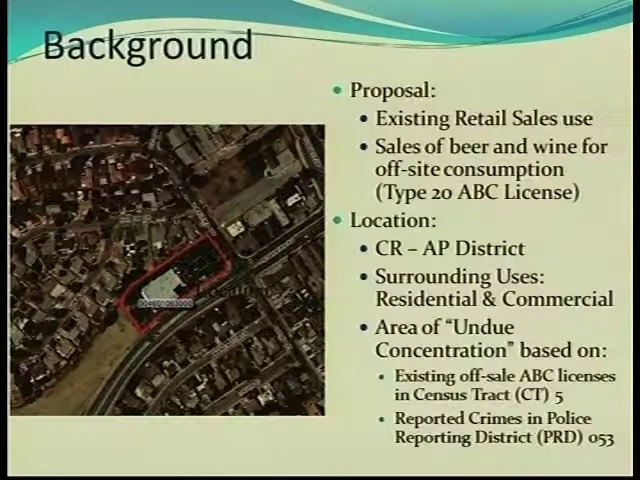 Background
Proposal:
Existing Retail Sales use
Sales of beer and wine for
off-site consumption
(Type 20 ABC License)
Location:
CR – AP District
Surrounding Uses:
Residential & Commercial
Area of “Undue
Concentration” based on:
Existing off-sale ABC licenses
in Census Tract (CT) 5
Reported Crimes in Police
Reporting District (PRD) 053